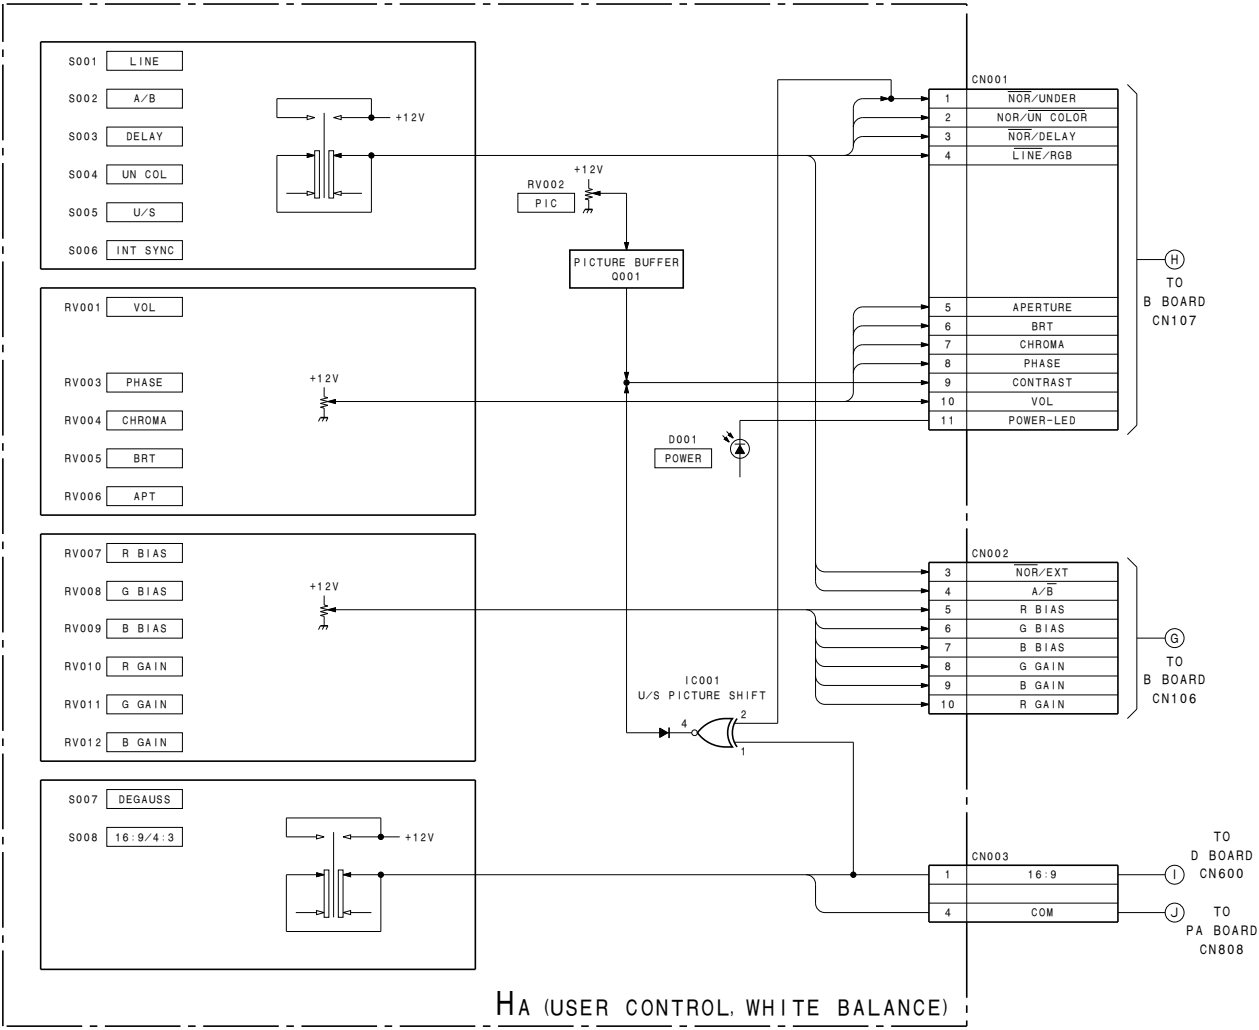 S001 LINE
S002 A/B
S003 DELAY
S004 UN COL
S005 U/S
S006 INT SYNC
+12V
RV002
PIC
+12V
PICTURE BUFFER
Q001
CN001
1 NOR/UNDER
2 NOR/UN COLOR
3 NOR/DELAY
4 LINE/RGB
5 APERTURE
6 BRT
7 CHROMA
8 PHASE
9 CONTRAST
10 VOL
11 POWER-LED
H
TO
B BOARD
CN107
RV001 VOL
RV003 PHASE
RV004 CHROMA
RV005 BRT
RV006 APT
+12V
D001
POWER
RV007 R BIAS
RV008 G BIAS
RV009 B BIAS
RV010 R GAIN
RV011 G GAIN
RV012 B GAIN
+12V
CN002
3 NOR/EXT
4 A/B
5 R BIAS
6 G BIAS
7 B BIAS
8 G GAIN
9 B GAIN
10 R GAIN
G
TO
B BOARD
CN106
IC001
U/S PICTURE SHIFT
4
2
1
S007 DEGAUSS
S008 16:9/4:3
+12V
CN003
1 16:9
4 COM
TO
D BOARD
CN600
I
J
TO
PA BOARD
CN808
HA (USER CONTROL, WHITE BALANCE)